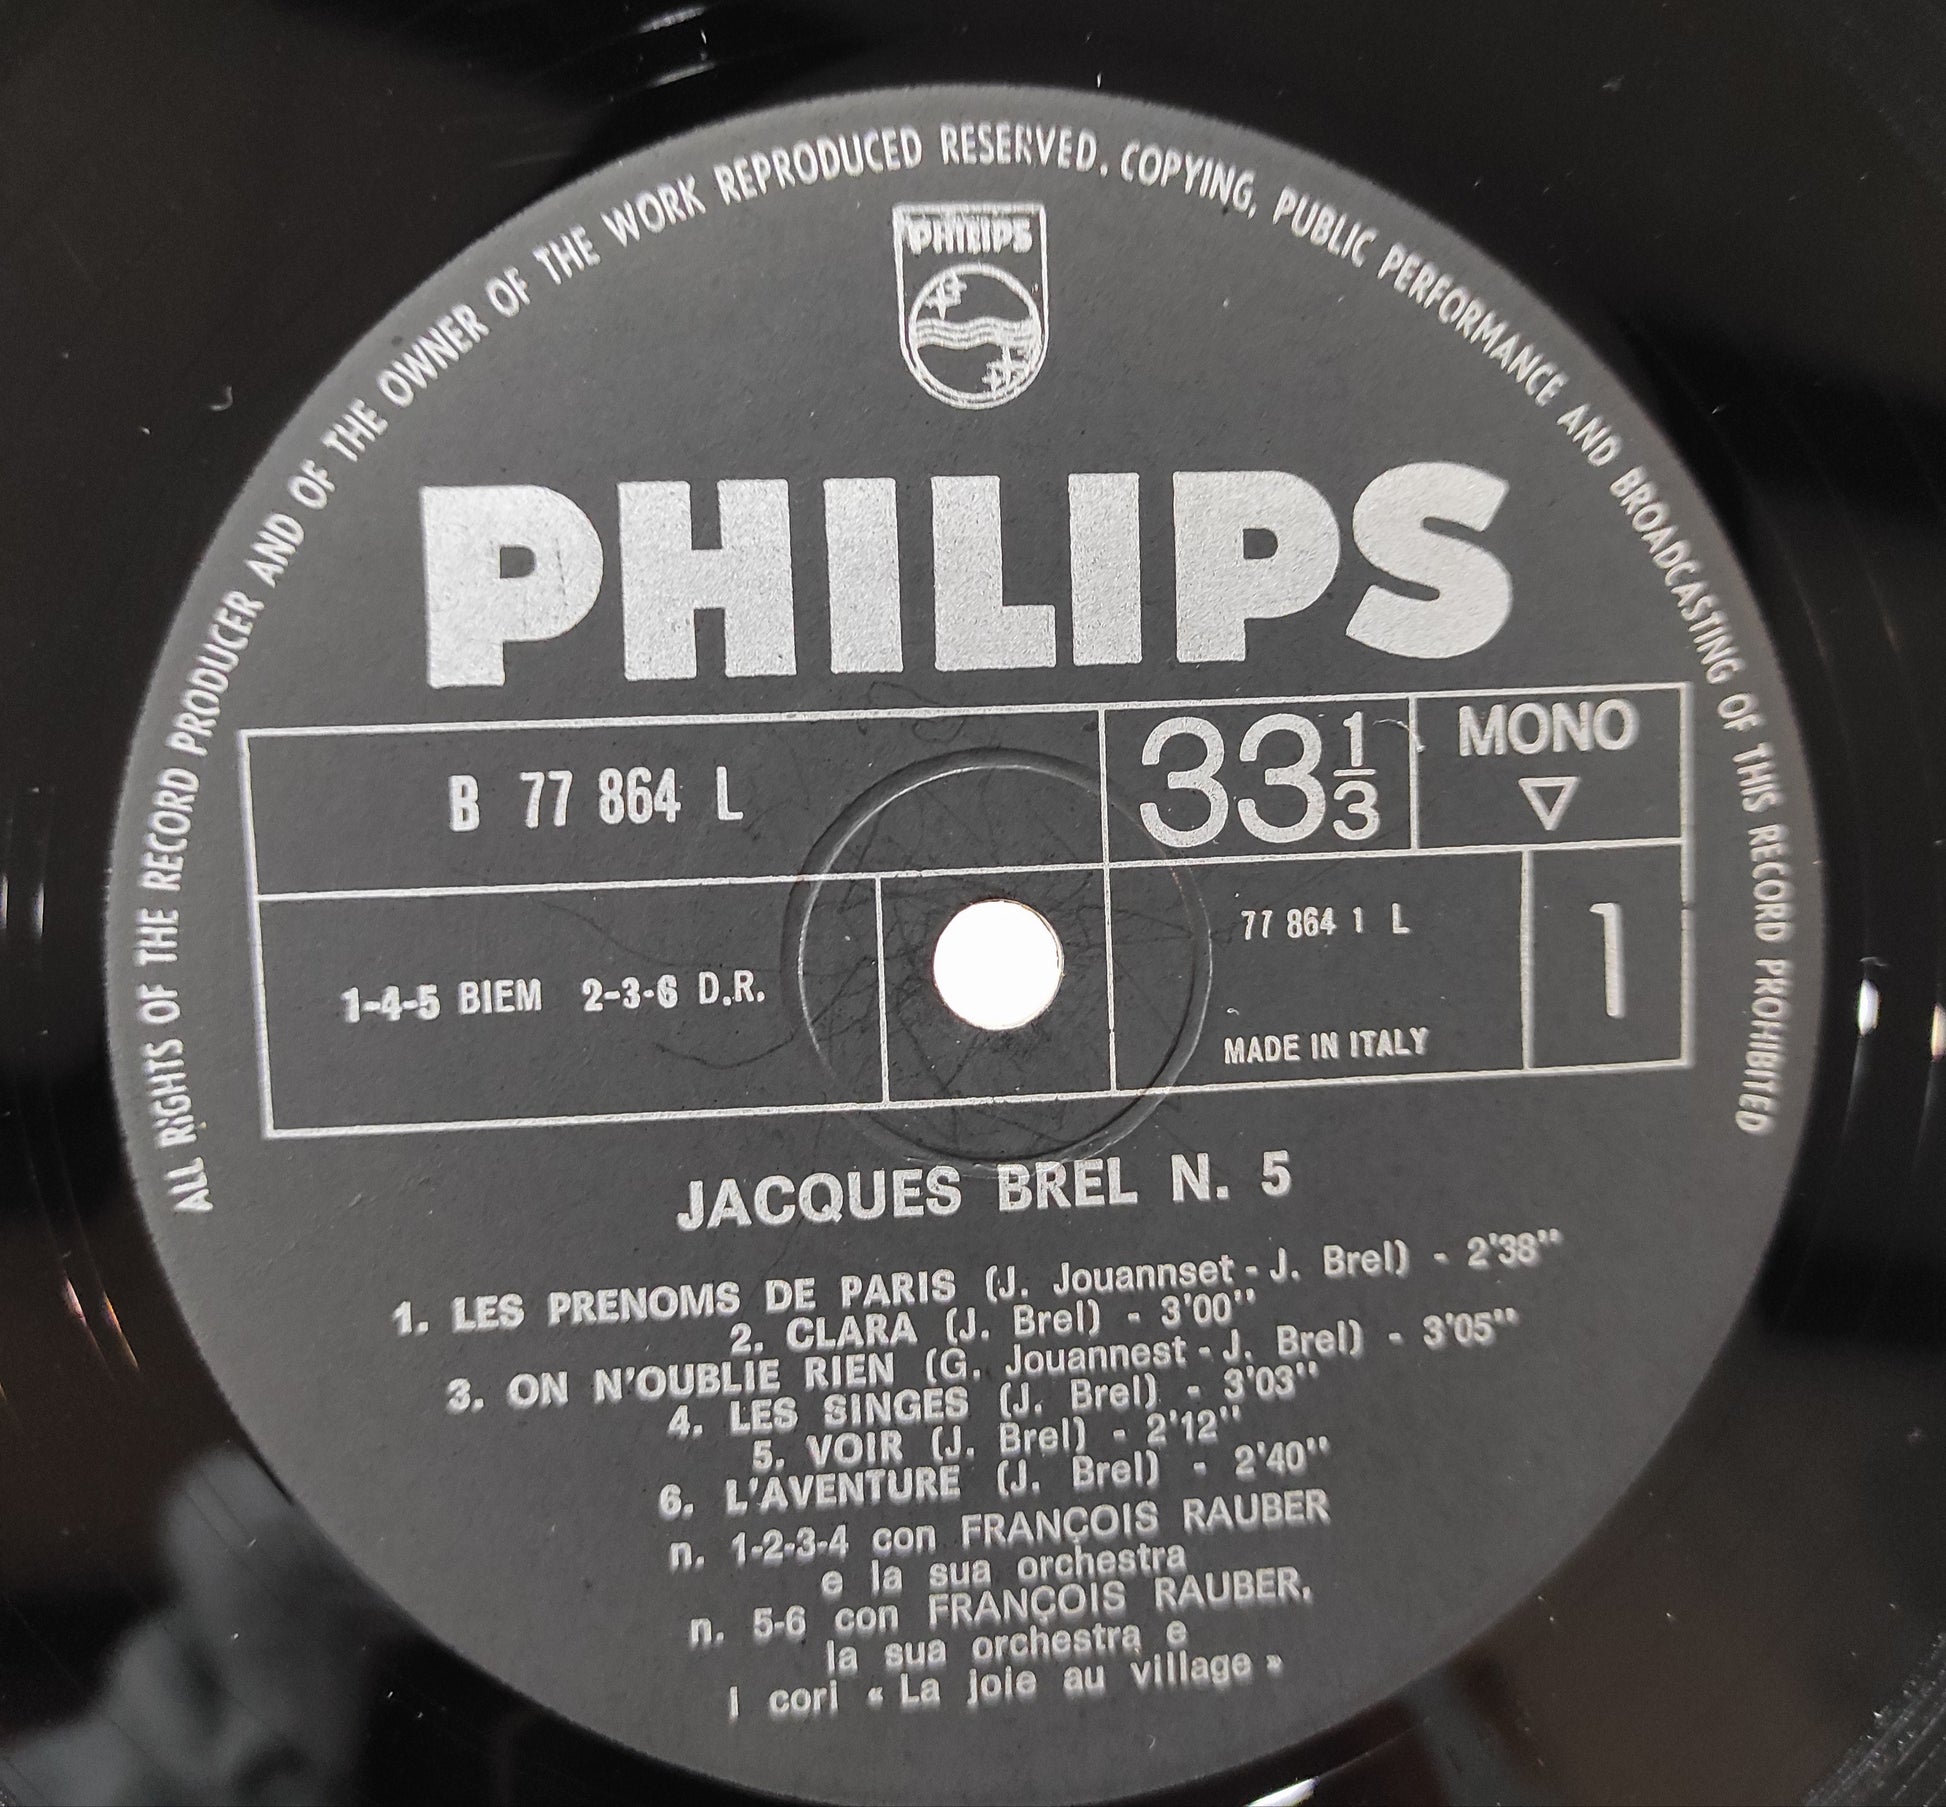 ALL RIGHTS OF THE RECORD PRODUCER AND OF THE OWNER OF THE WORK REPRODUCED RESERVED. COPYING, PUBLIC PERFORMANCE AND BROADCASTING OF THIS RECORD PROHIBITED
PHILIPS
PHILIPS
B 77 864 L
33 1/3
MONO
▽
1-4-5 BIEM 2-3-6 D.R.
77 864 1 L
MADE IN ITALY
1
JACQUES BREL N. 5
1. LES PRENOMS DE PARIS (J. Jouannset - J. Brel) - 2'38"
2. CLARA (J. Brel) - 3'00"
3. ON N'OUBLIE RIEN (G. Jouannest - J. Brel) - 3'05"
4. LES SINGES (J. Brel) - 3'03"
5. VOIR (J. Brel) - 2'12"
6. L'AVENTURE (J. Brel) - 2'40"
n. 1-2-3-4 con FRANÇOIS RAUBER
e la sua orchestra
n. 5-6 con FRANÇOIS RAUBER,
la sua orchestra e
i cori « La joie au village »